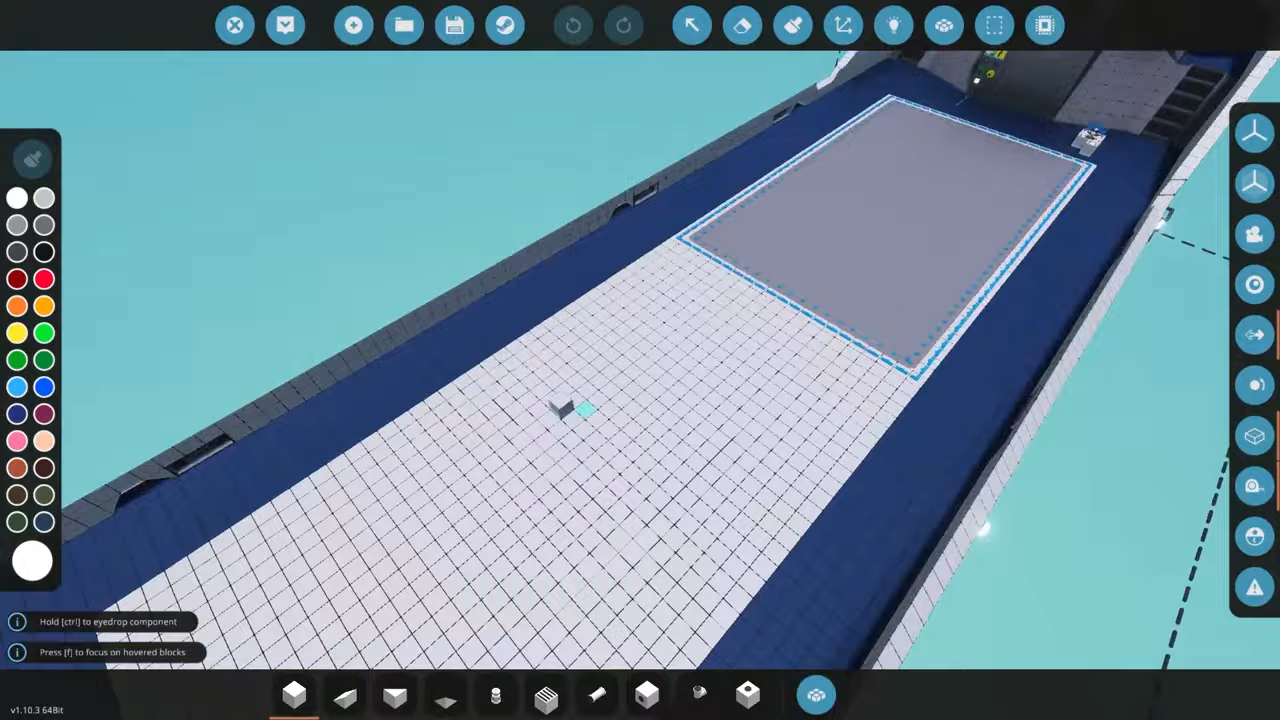 Hold [ctrl] to eyedrop component
Press [f] to focus on hovered blocks
v1.10.3 64Bit